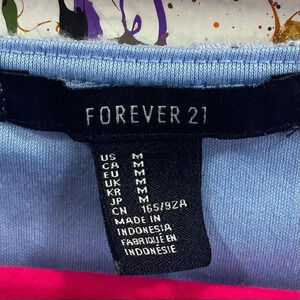 FOREVER 21
US M
CA M
EU M
UK M
KR M
JP M
CN 165/92A
MADE IN
INDONESIA
FABRIQUÉ EN
INDONÉSIE